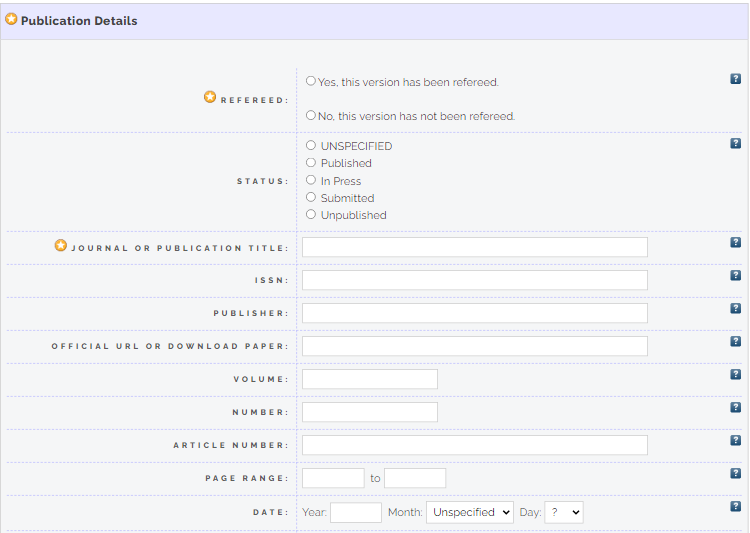 Publication Details
Yes, this version has been refereed. ?
REFEREED:
No, this version has not been refereed.
UNSPECIFIED ?
Published
STATUS: In Press
Submitted
Unpublished
JOURNAL OR PUBLICATION TITLE: ?
ISSN: ?
PUBLISHER: ?
OFFICIAL URL OR DOWNLOAD PAPER: ?
VOLUME: ?
NUMBER: ?
ARTICLE NUMBER: ?
PAGE RANGE: to ?
DATE: Year: Month: Unspecified Day: ? ?